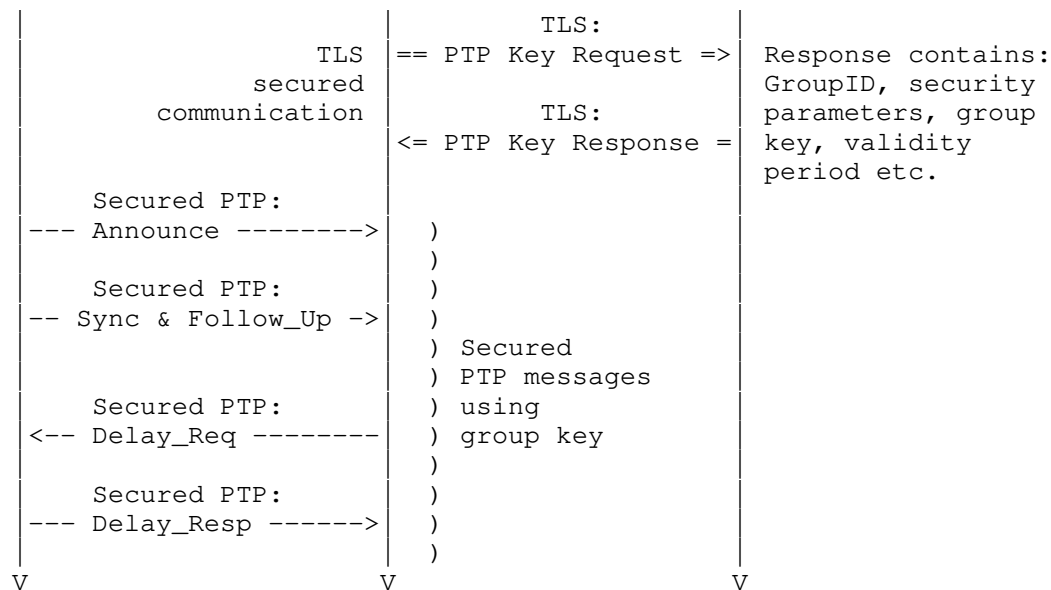 |                       |         TLS:         |
|                   TLS |== PTP Key Request => | Response contains:
|               secured |                      | GroupID, security
|         communication |         TLS:         | parameters, group
|                       |<= PTP Key Response = | key, validity
|                       |                      | period etc.
|    Secured PTP:       |                      |
|--- Announce --------> |  )                   |
|                       |  )                   |
|    Secured PTP:       |  )                   |
|-- Sync & Follow_Up -> |  )                   |
|                       |  ) Secured           |
|                       |  ) PTP messages      |
|    Secured PTP:       |  ) using             |
|<-- Delay_Req -------- |  ) group key         |
|                       |  )                   |
|    Secured PTP:       |  )                   |
|--- Delay_Resp ------> |  )                   |
|                       |  )                   |
V                       V                      V